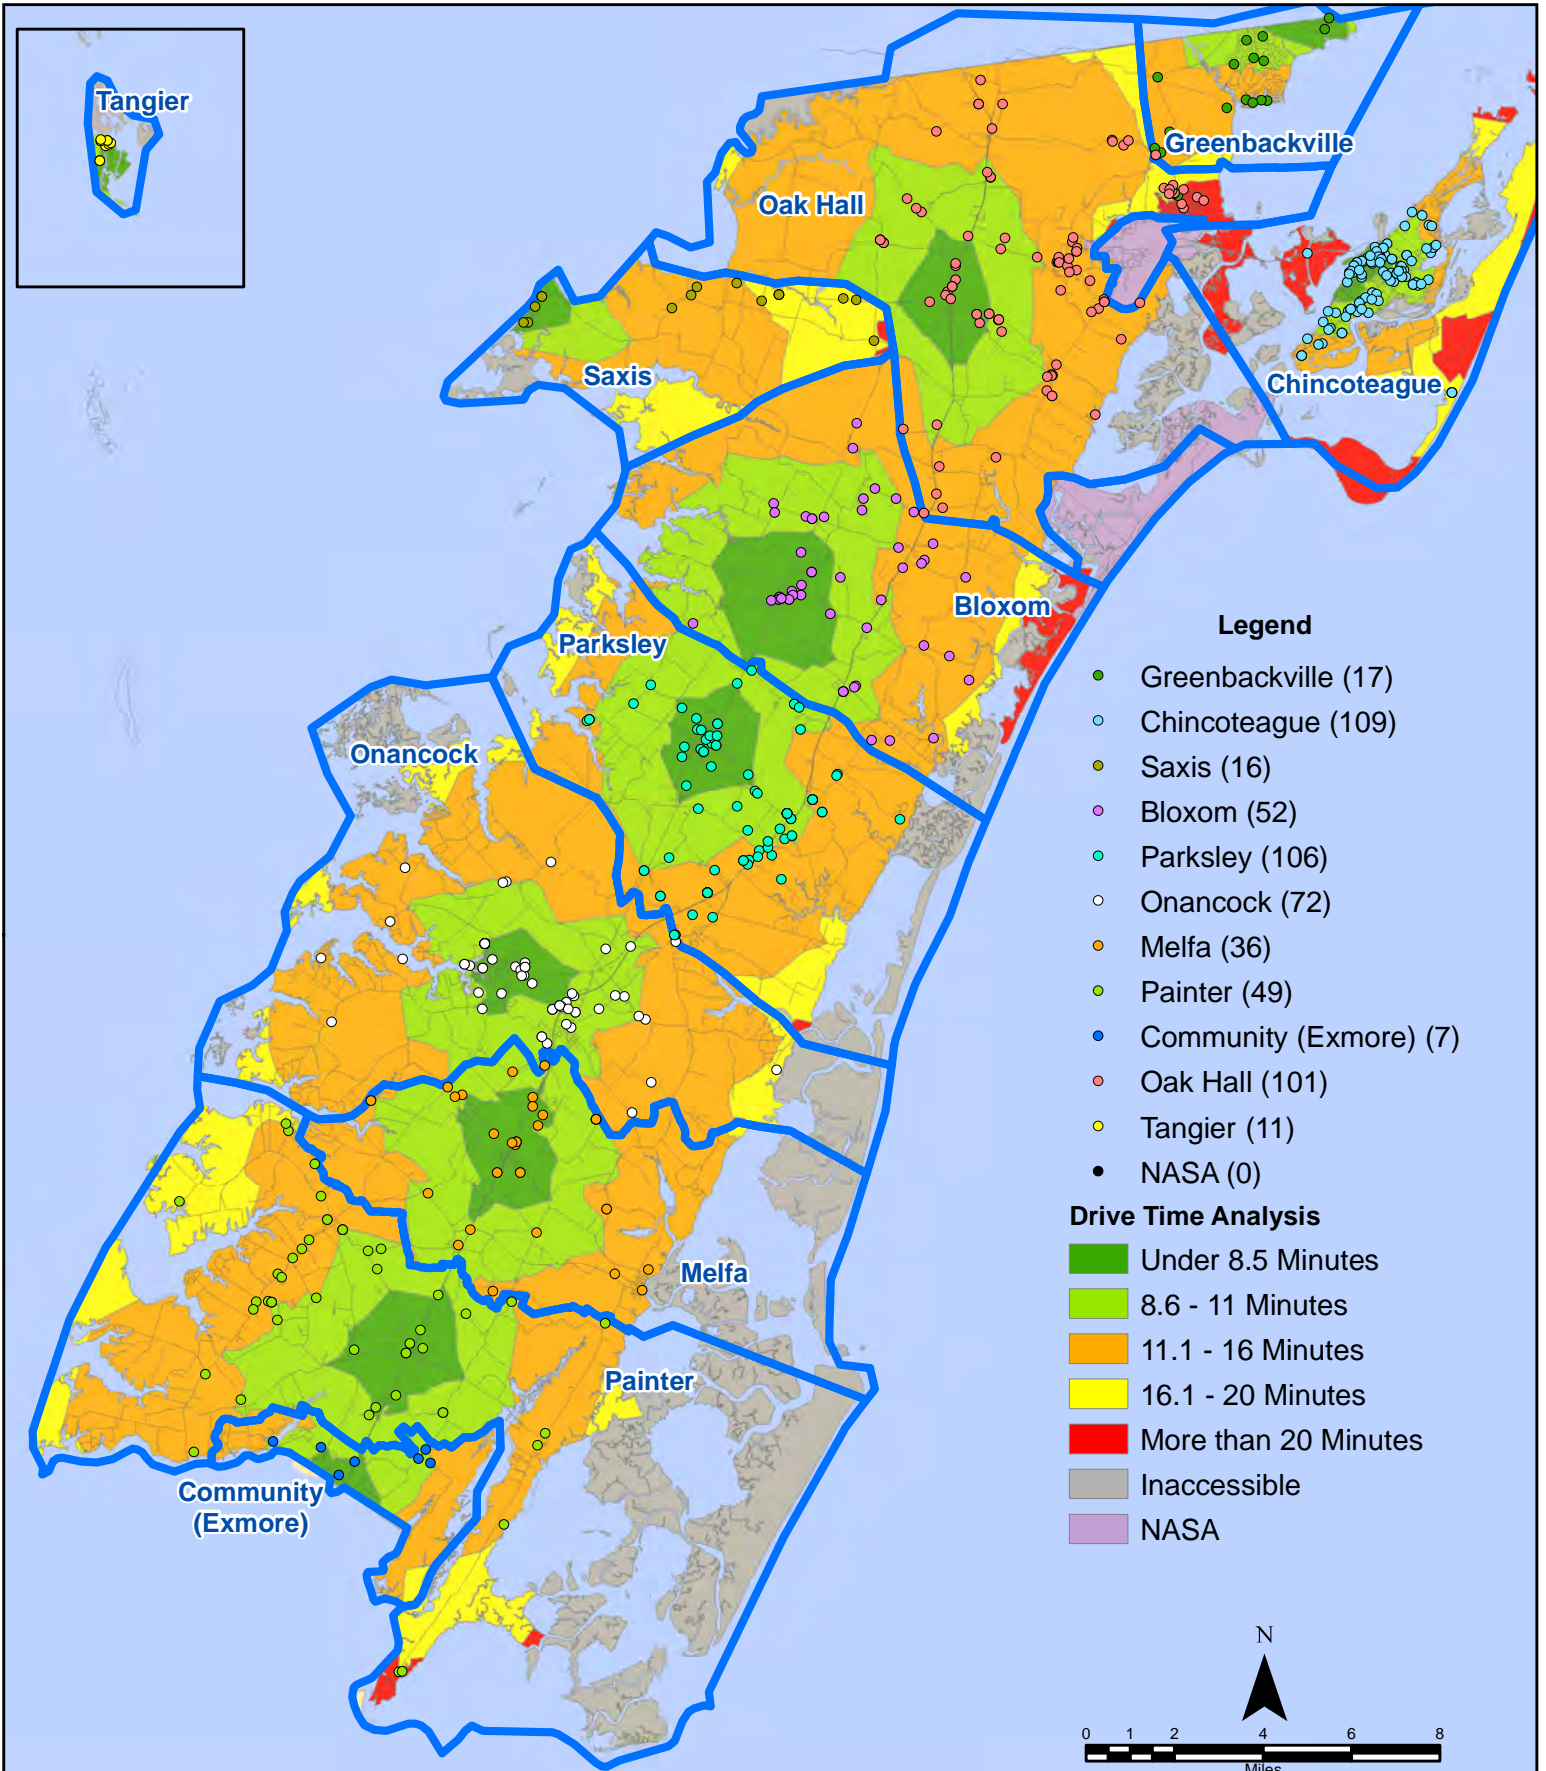 Tangier
Greenbackville
Oak Hall
Saxis
Chincoteague
Bloxom
Parksley
Onancock
Melfa
Painter
Community
(Exmore)
Legend
Greenbackville (17)
Chincoteague (109)
Saxis (16)
Bloxom (52)
Parksley (106)
Onancock (72)
Melfa (36)
Painter (49)
Community (Exmore) (7)
Oak Hall (101)
Tangier (11)
NASA (0)
Drive Time Analysis
Under 8.5 Minutes
8.6 - 11 Minutes
11.1 - 16 Minutes
16.1 - 20 Minutes
More than 20 Minutes
Inaccessible
NASA
N
0 1 2 4 6 8
Miles